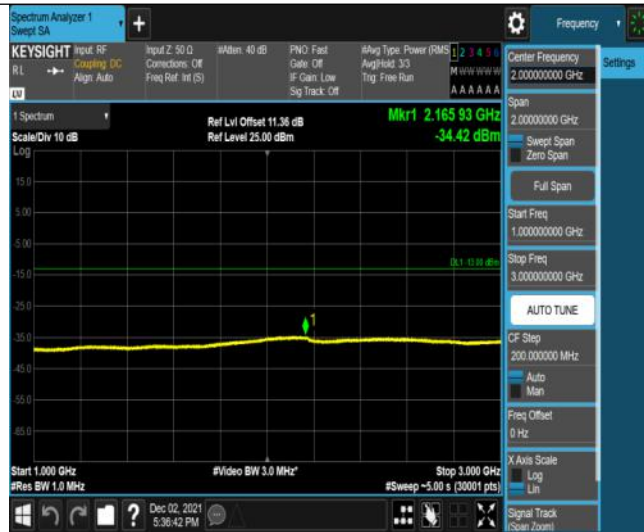 Spectrum Analyzer 1
Swept SA
Frequency
KEYSIGHT
RL
LXI
Input: RF
Coupling: DC
Align: Auto
Input Z: 50 Ω
Corrections: Off
Freq Ref: Int (S)
#Atten: 40 dB
PNO: Fast
Gate: Off
IF Gain: Low
Sig Track: Off
#Avg Type: Power (RMS
Avg|Hold: 3/3
Trig: Free Run
1 2 3 4 5 6
M W W W W W
A A A A A A
1 Spectrum
Scale/Div 10 dB
Log
Ref Lvl Offset 11.36 dB
Ref Level 25.00 dBm
Mkr1 2.165 93 GHz
-34.42 dBm
15.0
5.00
-5.00
-15.0
-25.0
-35.0
-45.0
-55.0
-65.0
DL1 -13.00 dBm
1
Start 1.000 GHz
#Res BW 1.0 MHz
#Video BW 3.0 MHz*
Stop 3.000 GHz
#Sweep ~5.00 s (30001 pts)
?
Dec 02, 2021
5:36:42 PM
Center Frequency
2.000000000 GHz
Settings
Span
2.00000000 GHz
Swept Span
Zero Span
Full Span
Start Freq
1.000000000 GHz
Stop Freq
3.000000000 GHz
AUTO TUNE
CF Step
200.000000 MHz
Auto
Man
Freq Offset
0 Hz
X Axis Scale
Log
Lin
Signal Track
(Span Zoom)